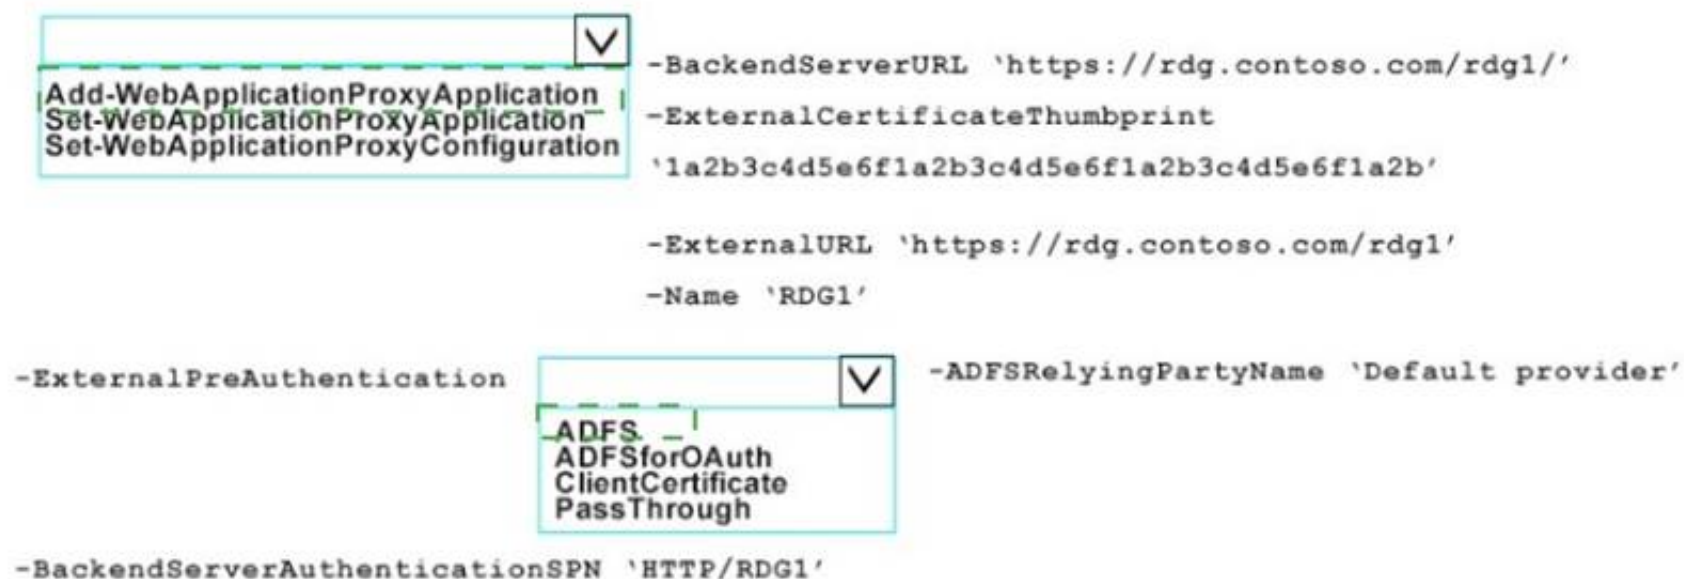 -BackendServerURL ‘https://rdg.contoso.com/rdg1/’
Add-WebApplicationProxyApplication
Set-WebApplicationProxyApplication
Set-WebApplicationProxyConfiguration
-ExternalCertificateThumbprint
‘1a2b3c4d5e6f1a2b3c4d5e6f1a2b3c4d5e6f1a2b’
-ExternalURL ‘https://rdg.contoso.com/rdg1’
-Name ‘RDG1’
-ExternalPreAuthentication
-ADFSRelyingPartyName ‘Default provider’
ADFS
ADFSforOAuth
ClientCertificate
PassThrough
-BackendServerAuthenticationSPN ‘HTTP/RDG1’